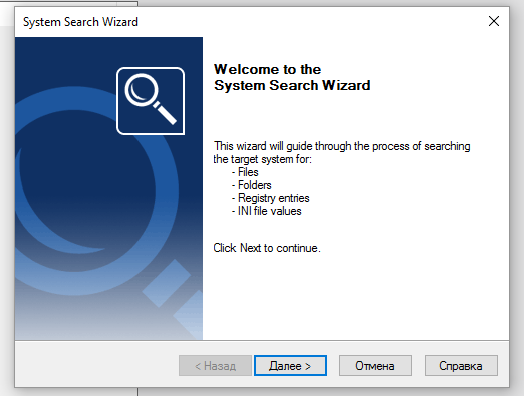 System Search Wizard
Welcome to the
System Search Wizard
This wizard will guide through the process of searching
the target system for:
- Files
- Folders
- Registry entries
- INI file values
Click Next to continue.
< Назад
Далее >
Отмена
Справка